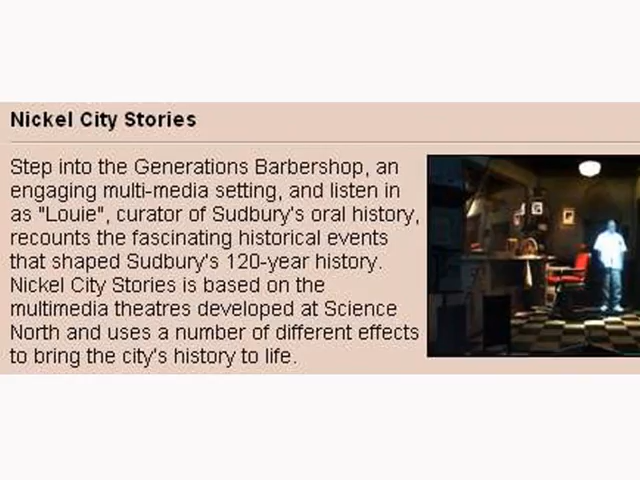 Nickel City Stories
Step into the Generations Barbershop, an
engaging multi-media setting, and listen in
as "Louie", curator of Sudbury's oral history,
recounts the fascinating historical events
that shaped Sudbury's 120-year history.
Nickel City Stories is based on the
multimedia theatres developed at Science
North and uses a number of different effects
to bring the city's history to life.